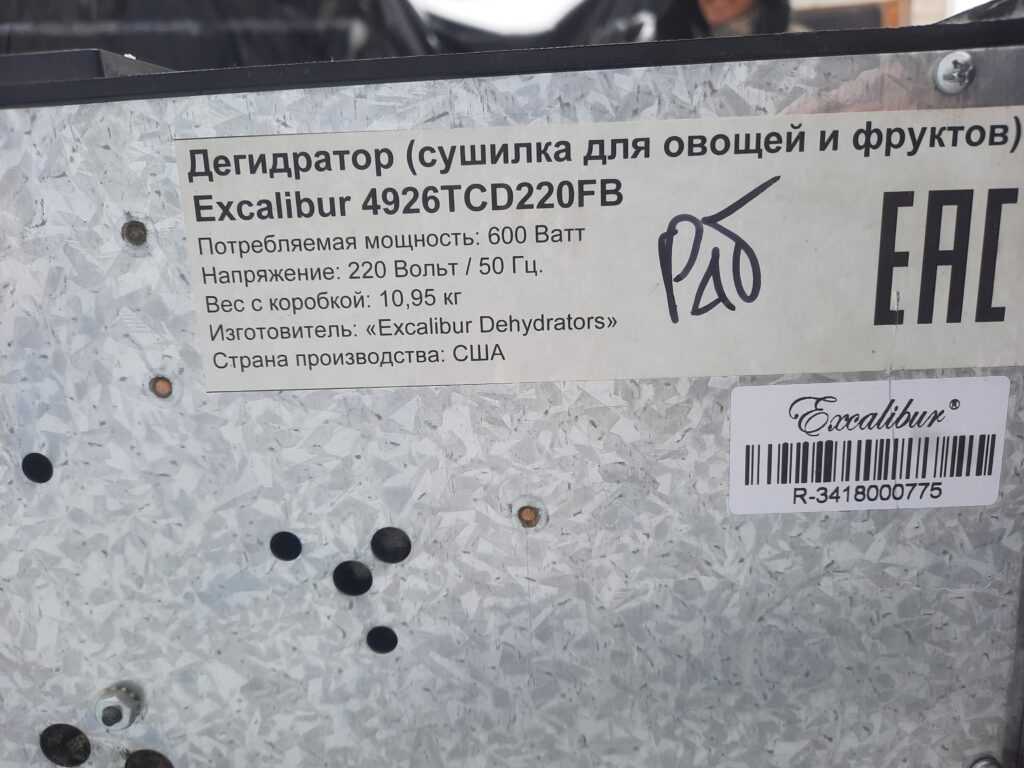 Дегидратор (сушилка для овощей и фруктов)
Excalibur 4926TCD220FB
Потребляемая мощность: 600 Ватт
Напряжение: 220 Вольт / 50 Гц.
Вес с коробкой: 10,95 кг
Изготовитель: «Excalibur Dehydrators»
Страна производства: США
Раб
EAC
Excalibur®
R-3418000775